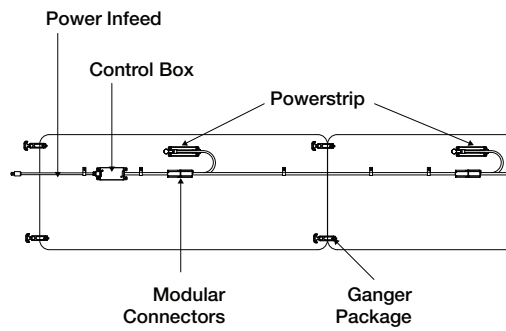 Power Infeed
Control Box
Powerstrip
Modular
Connectors
Ganger
Package